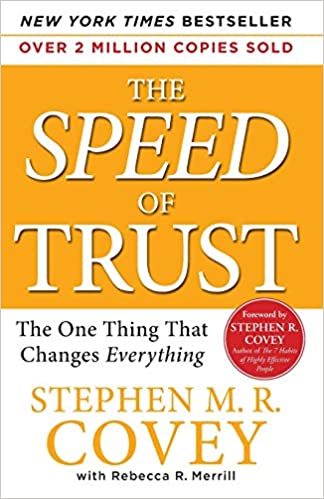 NEW YORK TIMES BESTSELLER
OVER 2 MILLION COPIES SOLD
THE
SPEED
OF
TRUST
The One Thing That
Changes Everything
Foreword by
STEPHEN R.
COVEY
Author of The 7 Habits
of Highly Effective
People
STEPHEN M. R.
COVEY
with Rebecca R. Merrill